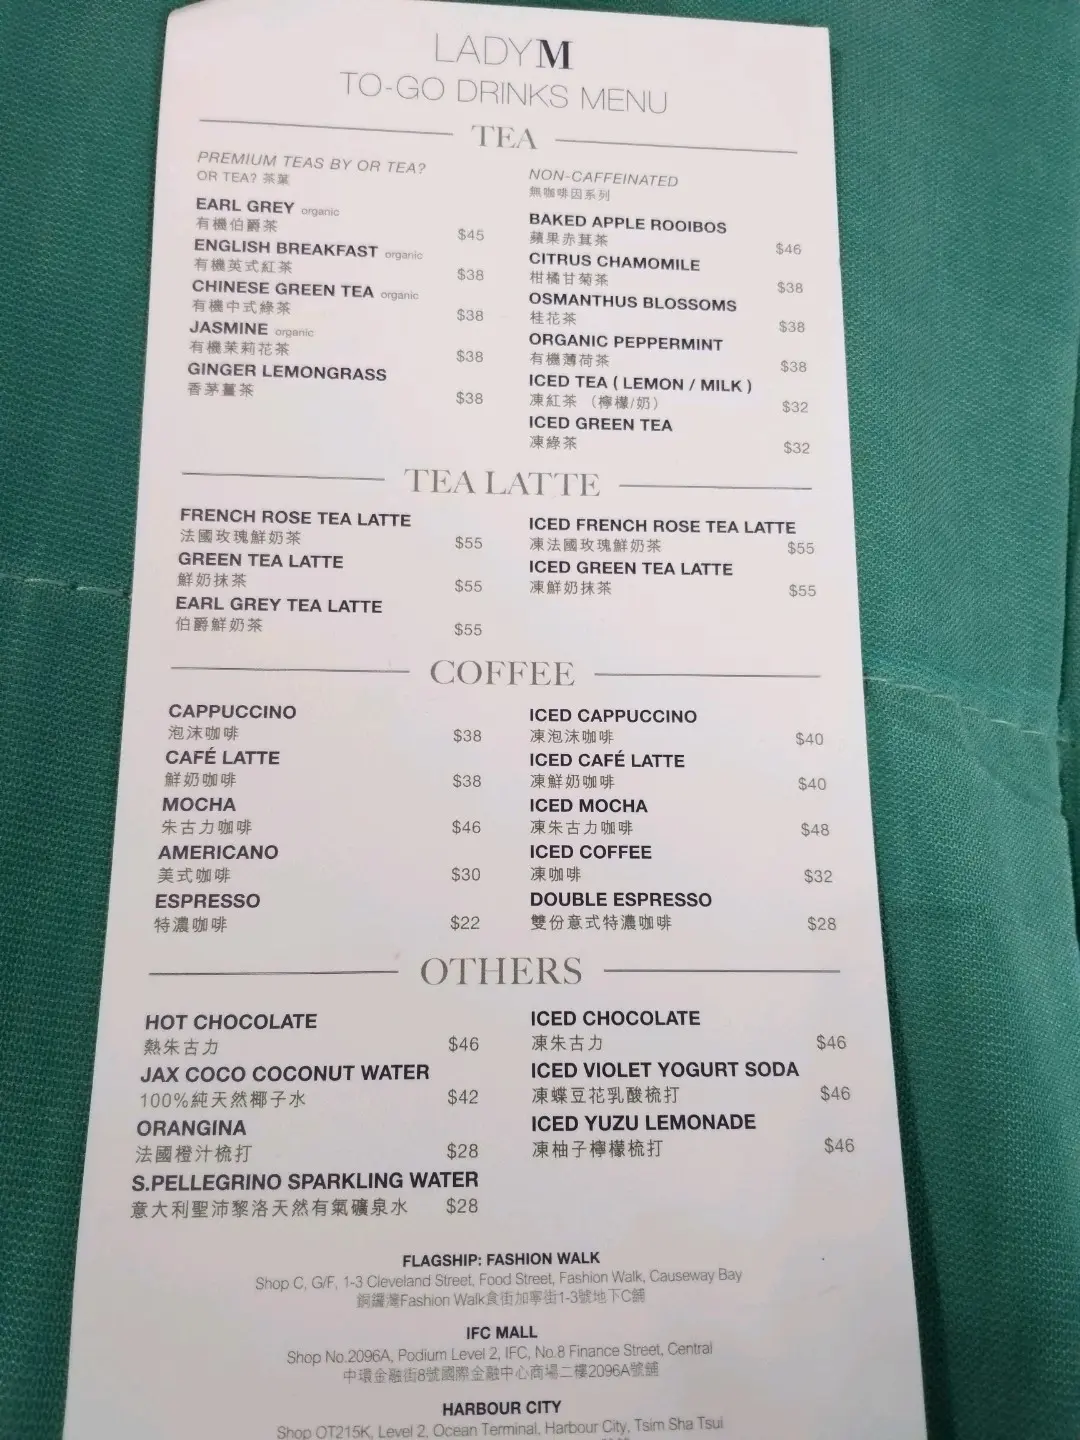 LADY M
TO-GO DRINKS MENU
TEA
PREMIUM TEAS BY OR TEA?
OR TEA? 茶葉
EARL GREY organic
有機伯爵茶 $45
ENGLISH BREAKFAST organic
有機英式紅茶 $38
CHINESE GREEN TEA organic
有機中式綠茶 $38
JASMINE organic
有機茉莉花茶 $38
GINGER LEMONGRASS
香茅薑茶 $38
NON-CAFFEINATED
無咖啡因系列
BAKED APPLE ROOIBOS
蘋果赤萁茶 $46
CITRUS CHAMOMILE
柑橘甘菊茶 $38
OSMANTHUS BLOSSOMS
桂花茶 $38
ORGANIC PEPPERMINT
有機薄荷茶 $38
ICED TEA ( LEMON / MILK )
凍紅茶 （檸檬/奶） $32
ICED GREEN TEA
凍綠茶 $32
TEA LATTE
FRENCH ROSE TEA LATTE
法國玫瑰鮮奶茶 $55
GREEN TEA LATTE
鮮奶抹茶 $55
EARL GREY TEA LATTE
伯爵鮮奶茶 $55
ICED FRENCH ROSE TEA LATTE
凍法國玫瑰鮮奶茶 $55
ICED GREEN TEA LATTE
凍鮮奶抹茶 $55
COFFEE
CAPPUCCINO
泡沫咖啡 $38
CAFÉ LATTE
鮮奶咖啡 $38
MOCHA
朱古力咖啡 $46
AMERICANO
美式咖啡 $30
ESPRESSO
特濃咖啡 $22
ICED CAPPUCCINO
凍泡沫咖啡 $40
ICED CAFÉ LATTE
凍鮮奶咖啡 $40
ICED MOCHA
凍朱古力咖啡 $48
ICED COFFEE
凍咖啡 $32
DOUBLE ESPRESSO
雙份意式特濃咖啡 $28
OTHERS
HOT CHOCOLATE
熱朱古力 $46
JAX COCO COCONUT WATER
100%純天然椰子水 $42
ORANGINA
法國橙汁梳打 $28
S.PELLEGRINO SPARKLING WATER
意大利聖沛黎洛天然有氣礦泉水 $28
ICED CHOCOLATE
凍朱古力 $46
ICED VIOLET YOGURT SODA
凍蝶豆花乳酸梳打 $46
ICED YUZU LEMONADE
凍柚子檸檬梳打 $46
FLAGSHIP: FASHION WALK
Shop C, G/F, 1-3 Cleveland Street, Food Street, Fashion Walk, Causeway Bay
銅鑼灣Fashion Walk食街加寧街1-3號地下C舖
IFC MALL
Shop No.2096A, Podium Level 2, IFC, No.8 Finance Street, Central
中環金融街8號國際金融中心商場二樓2096A號舖
HARBOUR CITY
Shop OT215K, Level 2, Ocean Terminal, Harbour City, Tsim Sha Tsui